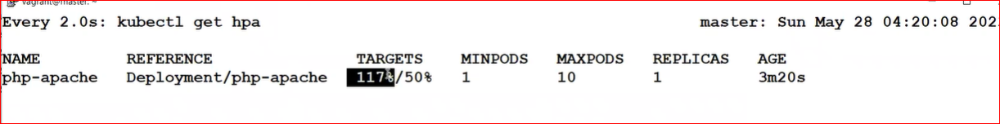 vagrant@master: ~
Every 2.0s: kubectl get hpa master: Sun May 28 04:20:08 202
NAME REFERENCE TARGETS MINPODS MAXPODS REPLICAS AGE
php-apache Deployment/php-apache 117%/50% 1 10 1 3m20s